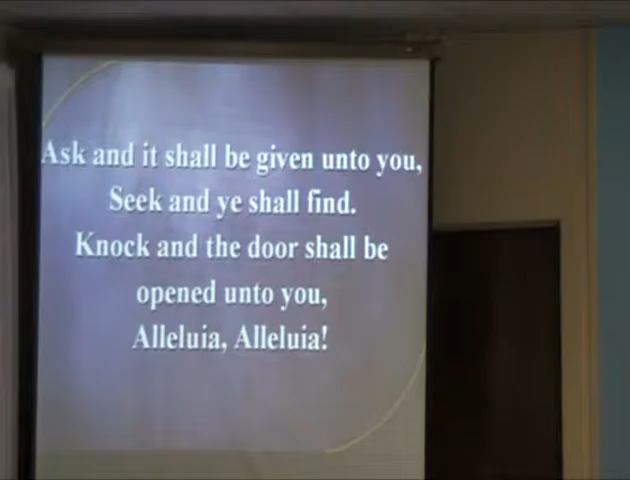 Ask and it shall be given unto you,
Seek and ye shall find.
Knock and the door shall be
opened unto you,
Alleluia, Alleluia!